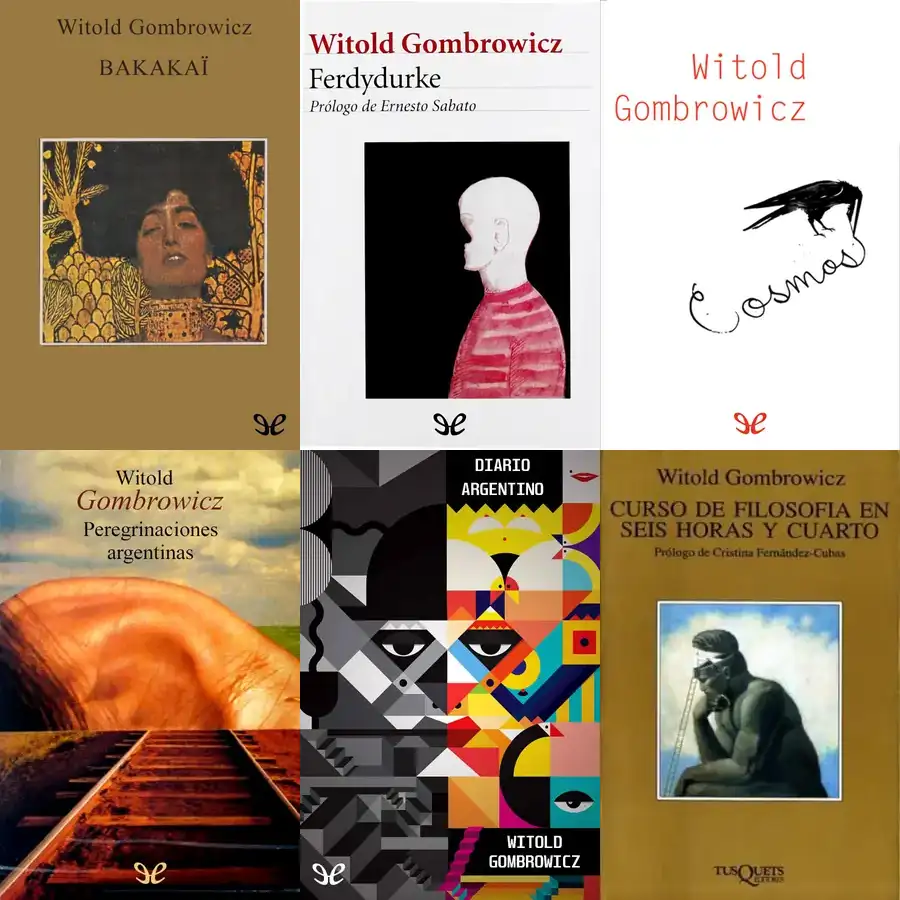 Witold Gombrowicz
BAKAKAÏ
Witold Gombrowicz
Ferdydurke
Prólogo de Ernesto Sabato
Witold
Gombrowicz
Cosmos
Witold
Gombrowicz
Peregrinaciones
argentinas
DIARIO
ARGENTINO
WITOLD
GOMBROWICZ
Witold Gombrowicz
CURSO DE FILOSOFIA EN
SEIS HORAS Y CUARTO
Prólogo de Cristina Fernández-Cubas
TUSQUETS
EDITORES